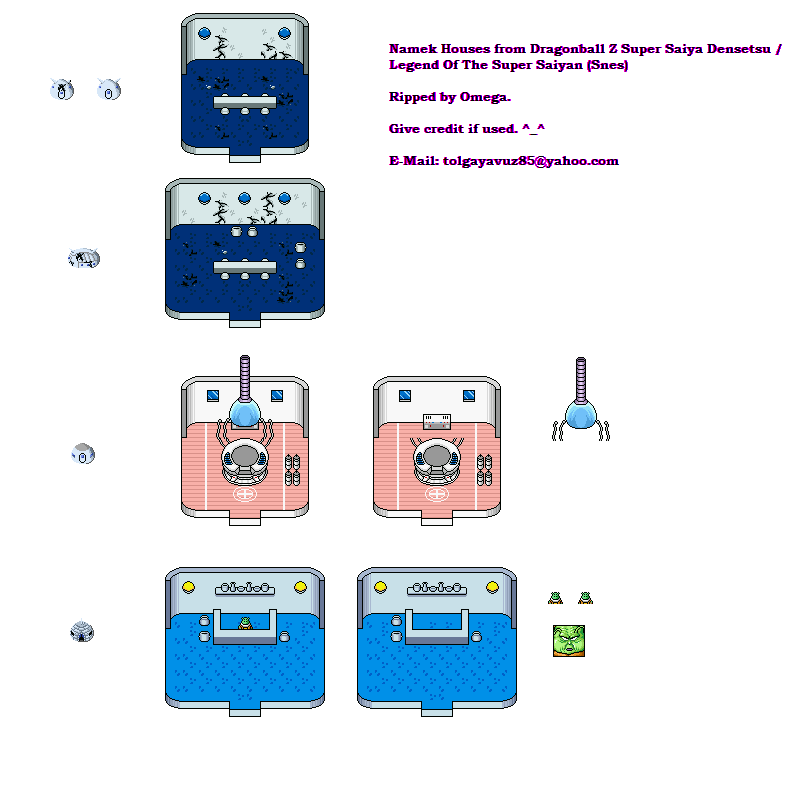 Namek Houses from Dragonball Z Super Saiya Densetsu /
Legend Of The Super Saiyan (Snes)
Ripped by Omega.
Give credit if used. ^_^
E-Mail: tolgayavuz85@yahoo.com